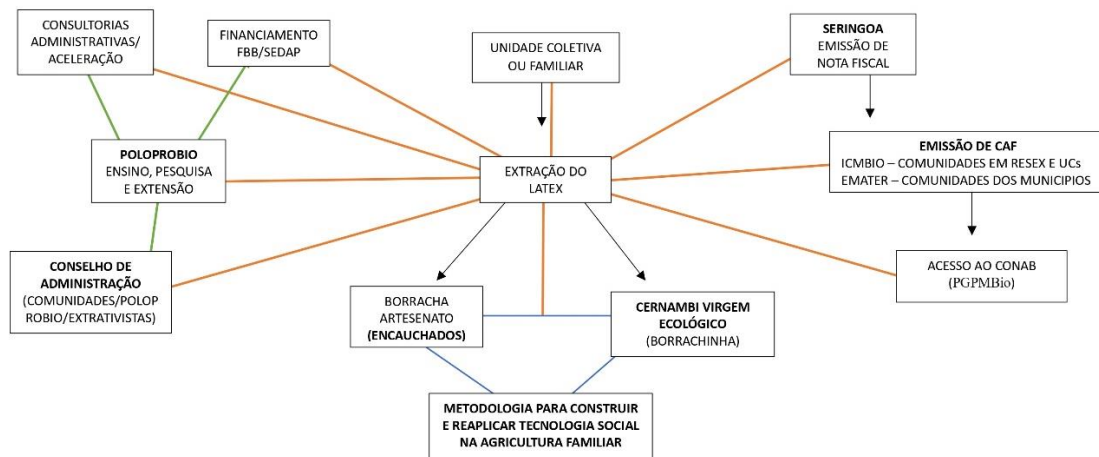 CONSULTORIAS
ADMINISTRATIVAS/
ACELERAÇÃO
FINANCIAMENTO
FBB/SEDAP
UNIDADE COLETIVA
OU FAMILIAR
SERINGOA
EMISSÃO DE
NOTA FISCAL
POLOPROBIO
ENSINO, PESQUISA
E EXTENSÃO
EXTRAÇÃO DO
LATEX
EMISSÃO DE CAF
ICMBIO – COMUNIDADES EM RESEX E UCs
EMATER – COMUNIDADES DOS MUNICIPIOS
CONSELHO DE
ADMINISTRAÇÃO
(COMUNIDADES/POLOP
ROBIO/EXTRATIVISTAS)
BORRACHA
ARTESENATO
(ENCAUCHADOS)
CERNAMBI VIRGEM
ECOLÓGICO
(BORRACHINHA)
ACESSO AO CONAB
(PGPMBio)
METODOLOGIA PARA CONSTRUIR
E REAPLICAR TECNOLOGIA SOCIAL
NA AGRICULTURA FAMILIAR